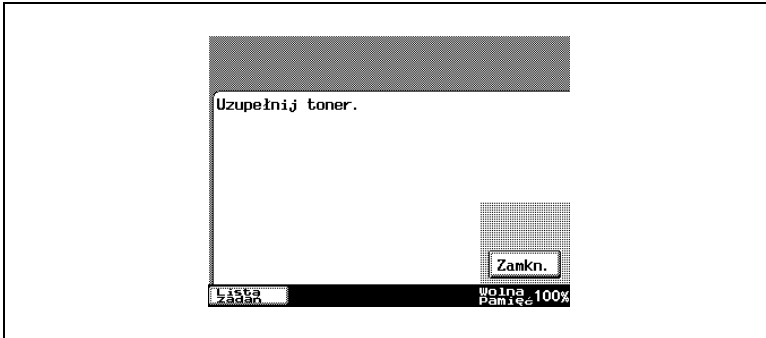 Uzupełnij toner.
Zamkn.
Lista
Zadań
Wolna
Pamięć 100%